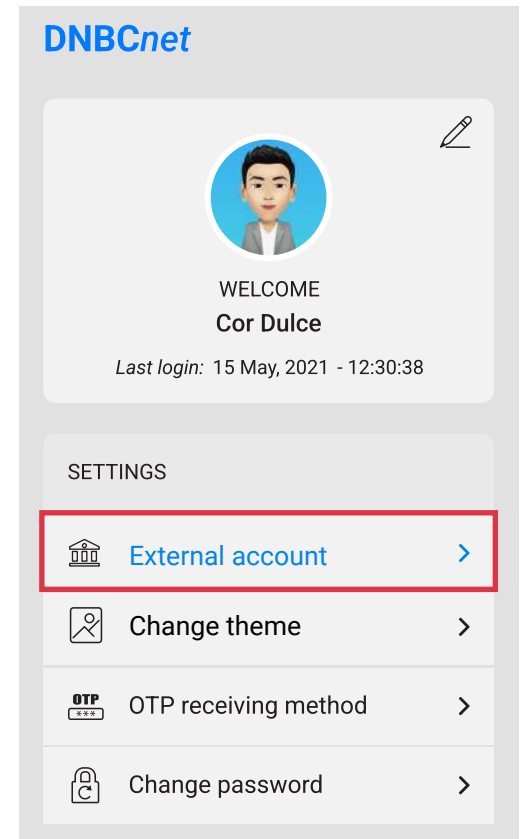 DNBCnet
WELCOME
Cor Dulce
Last login: 15 May, 2021 - 12:30:38
SETTINGS
External account
Change theme
OTP
***
OTP receiving method
Change password